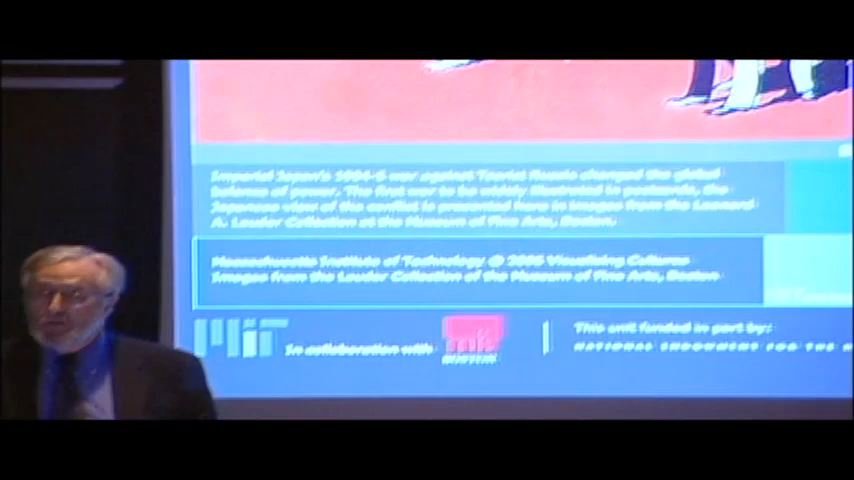 Imperial Japan's 1904-5 war against Tsarist Russia changed the global
balance of power. The first war to be widely illustrated in postcards, the
Japanese view of the conflict is presented here in images from the Leonard
A. Lauder Collection at the Museum of Fine Arts, Boston.
Massachusetts Institute of Technology © 2005 Visualizing Cultures
Images from the Lauder Collection of the Museum of Fine Arts, Boston
MIT In collaboration with mfa BOSTON This unit funded in part by:
NATIONAL ENDOWMENT FOR THE